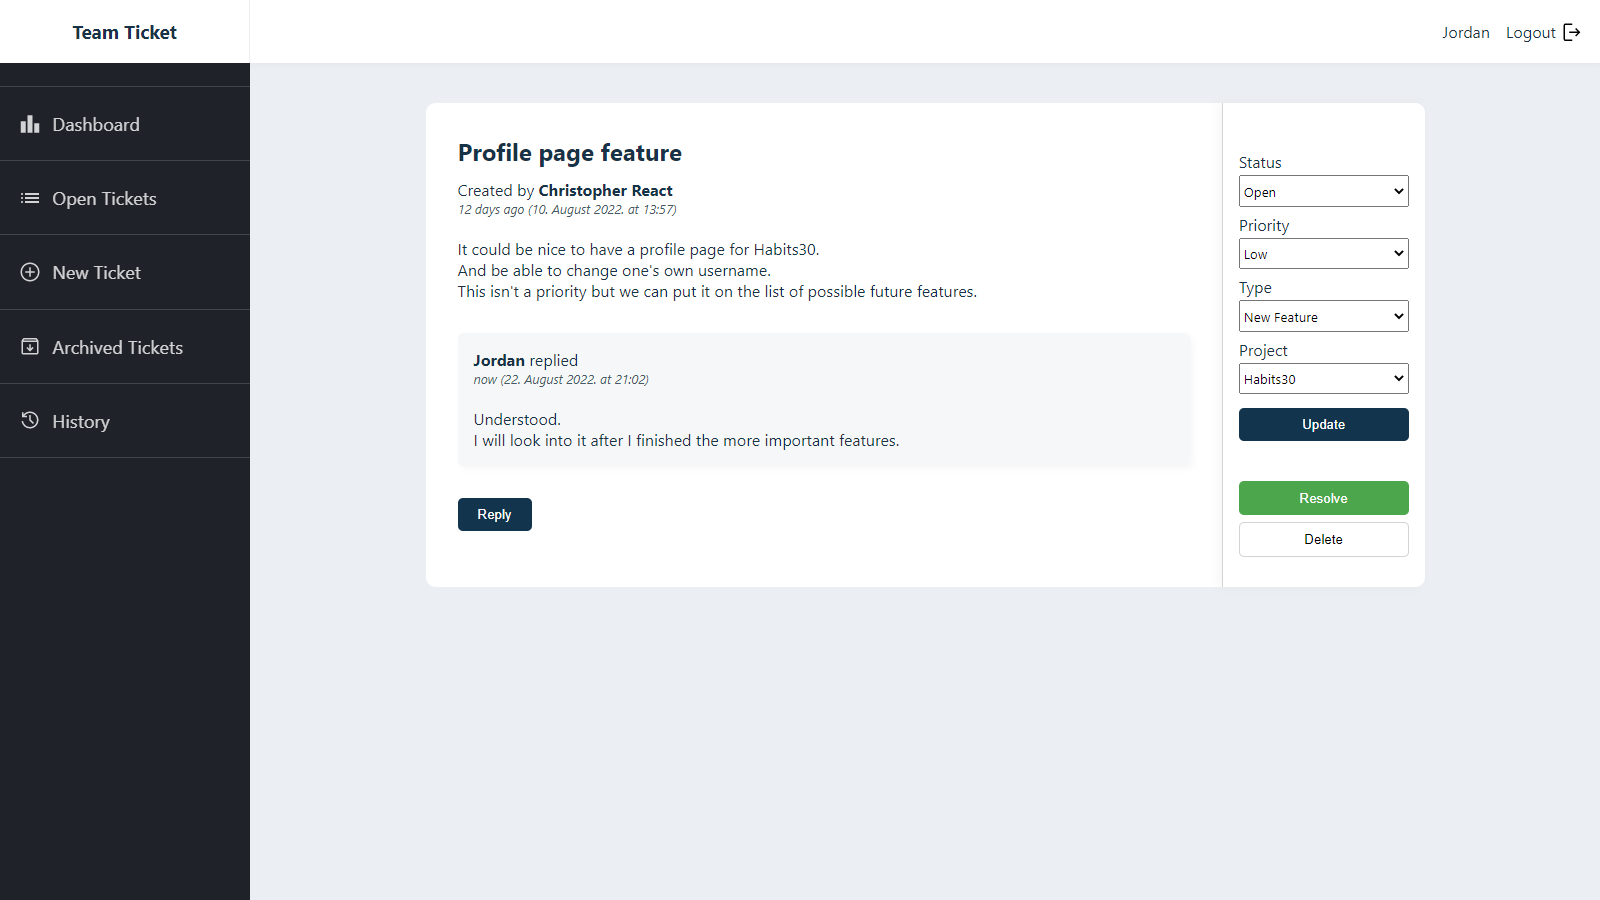 Team Ticket
Jordan Logout
Dashboard
Open Tickets
New Ticket
Archived Tickets
History
Profile page feature
Created by Christopher React
12 days ago (10. August 2022. at 13:57)
It could be nice to have a profile page for Habits30.
And be able to change one's own username.
This isn't a priority but we can put it on the list of possible future features.
Jordan replied
now (22. August 2022. at 21:02)
Understood.
I will look into it after I finished the more important features.
Reply
Status
Open
Priority
Low
Type
New Feature
Project
Habits30
Update
Resolve
Delete